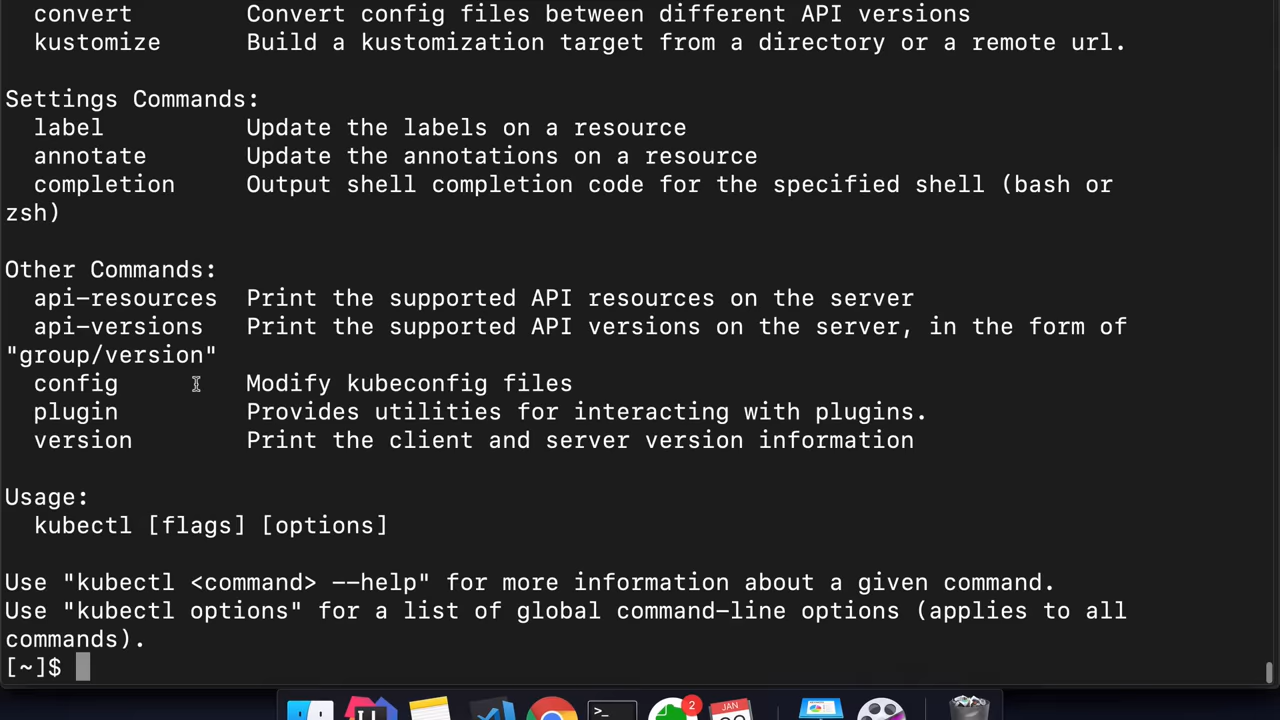 convert Convert config files between different API versions
kustomize Build a kustomization target from a directory or a remote url.
Settings Commands:
label Update the labels on a resource
annotate Update the annotations on a resource
completion Output shell completion code for the specified shell (bash or
zsh)
Other Commands:
api-resources Print the supported API resources on the server
api-versions Print the supported API versions on the server, in the form of
"group/version"
config Modify kubeconfig files
plugin Provides utilities for interacting with plugins.
version Print the client and server version information
Usage:
kubectl [flags] [options]
Use "kubectl <command> --help" for more information about a given command.
Use "kubectl options" for a list of global command-line options (applies to all
commands).
[~]$
>_
2
JAN